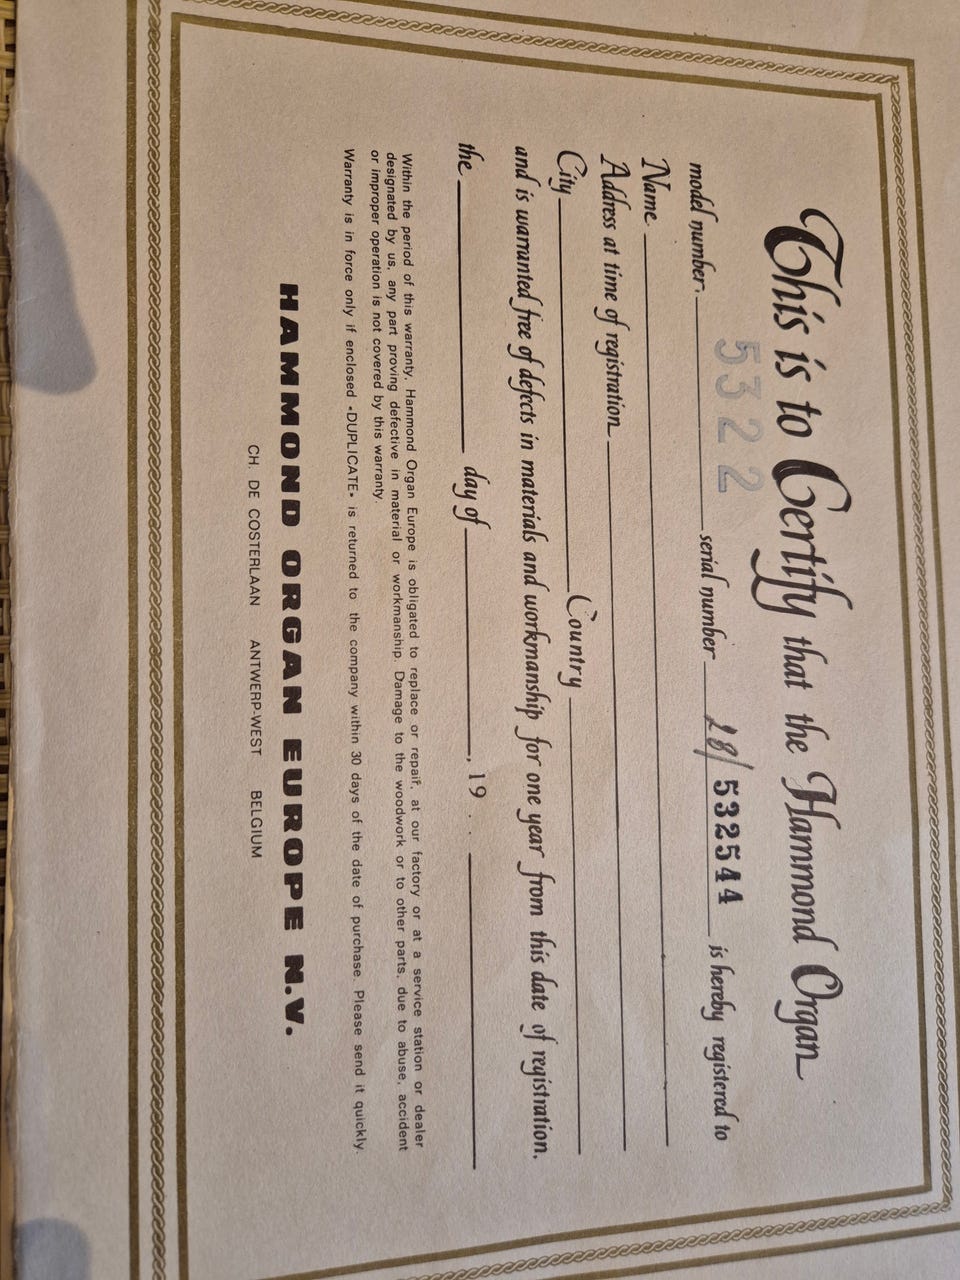 This is to Certify that the Hammond Organ
model number. 5322 serial number 18/ 532544 is hereby registered to
Name
Address at time of registration
City Country
and is warranted free of defects in materials and workmanship for one year from this date of registration.
the day of , 19 . .
Within the period of this warranty, Hammond Organ Europe is obligated to replace or repair, at our factory or at a service station or dealer
designated by us, any part proving defective in material or workmanship. Damage to the woodwork or to other parts, due to abuse, accident
or improper operation is not covered by this warranty.
Warranty is in force only if enclosed «DUPLICATE» is returned to the company within 30 days of the date of purchase. Please send it quickly.
HAMMOND ORGAN EUROPE N.V.
CH. DE COSTERLAAN ANTWERP-WEST BELGIUM